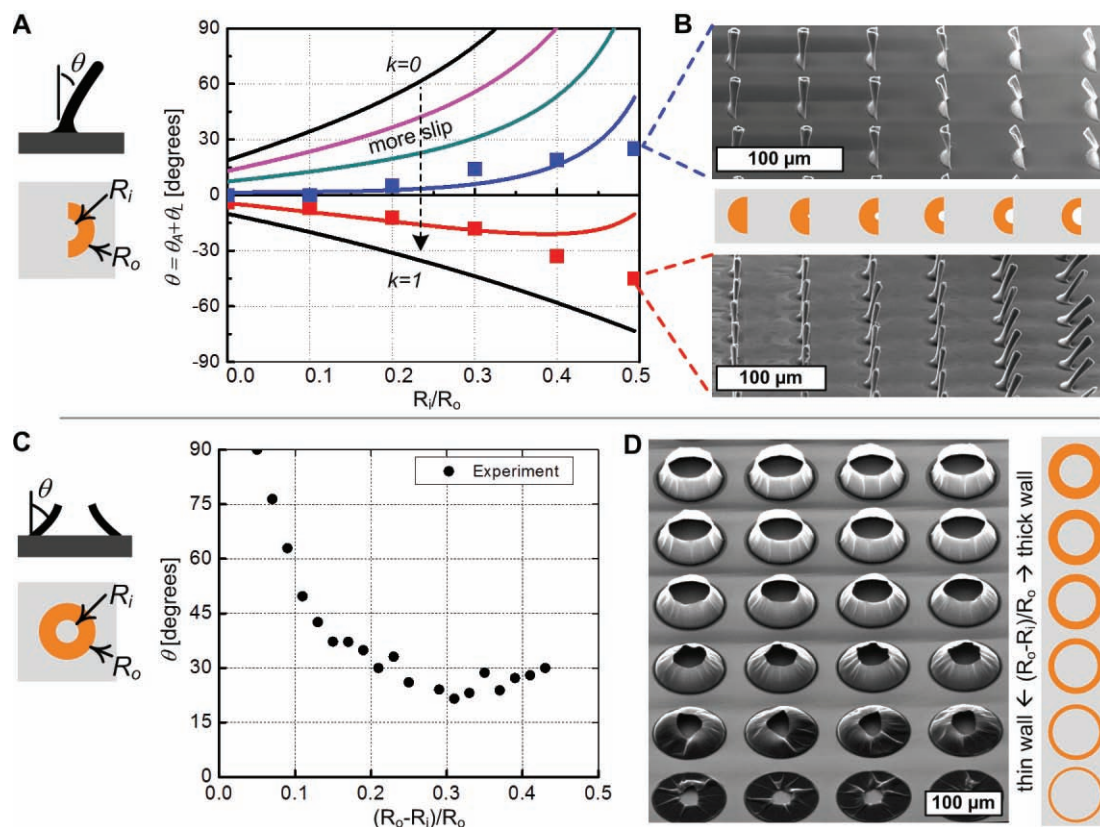 A
θ
R_i
R_o
θ = θ_A+θ_L [degrees]
90
60
30
0
-30
-60
-90
k=0
more slip
k=1
0.0
0.1
0.2
0.3
0.4
0.5
R_i/R_o
B
100 µm
100 µm
C
θ
R_i
R_o
θ [degrees]
90
75
60
45
30
15
0
Experiment
0.0
0.1
0.2
0.3
0.4
0.5
(R_o-R_i)/R_o
D
100 µm
thin wall ← (R_o-R_i)/R_o → thick wall